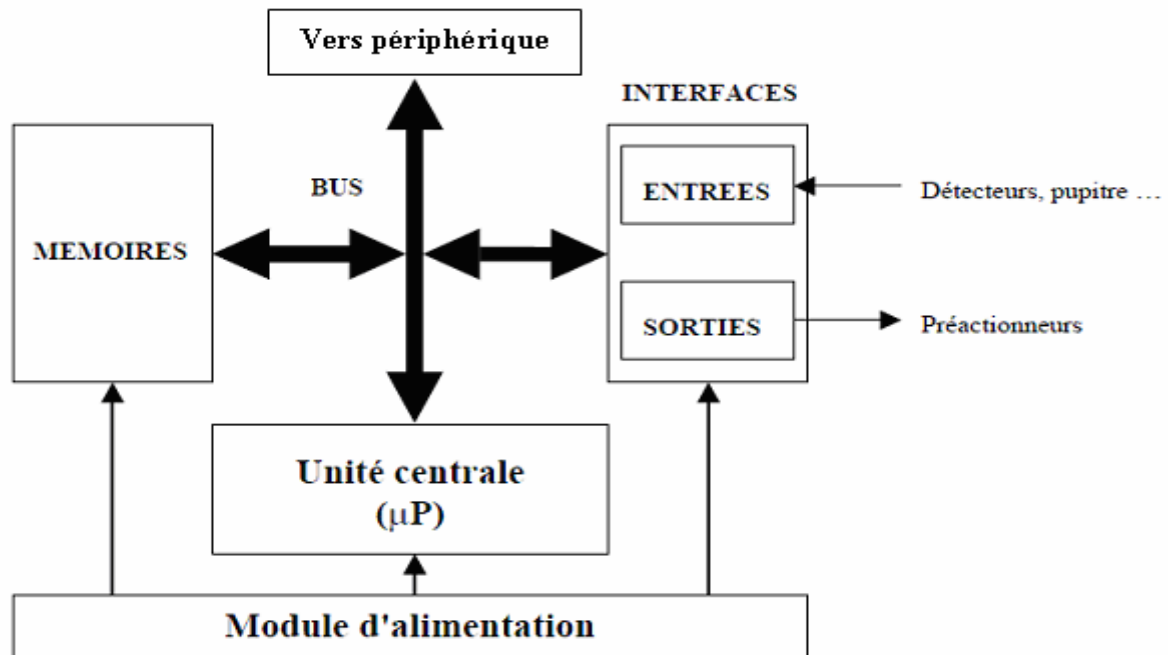 Vers périphérique
INTERFACES
BUS
ENTREES
Détecteurs, pupitre …
MEMOIRES
SORTIES
Préactionneurs
Unité centrale
(µP)
Module d'alimentation